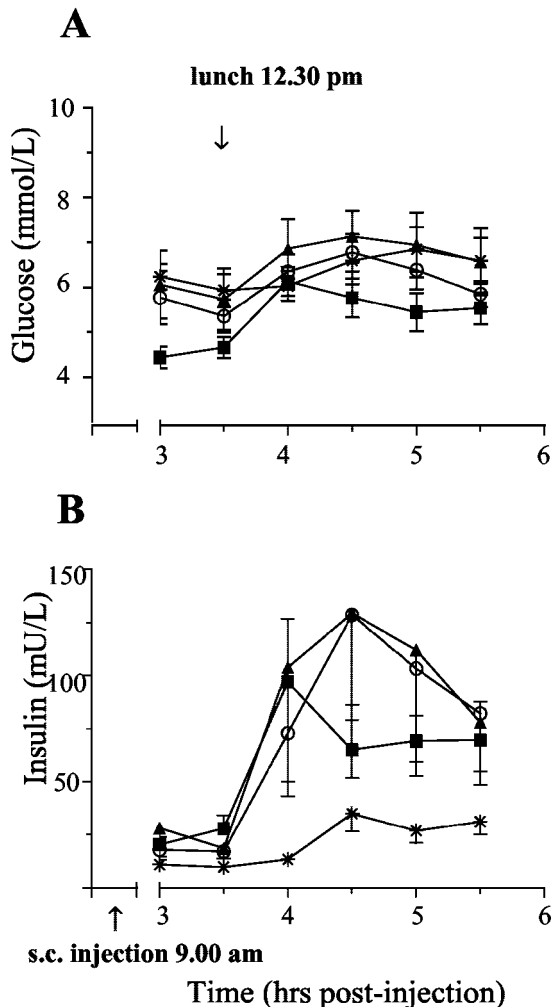 A
lunch 12.30 pm
Glucose (mmol/L)
10
8
6
4
3 4 5 6
B
Insulin (mU/L)
150
100
50
3 4 5 6
s.c. injection 9.00 am
Time (hrs post-injection)